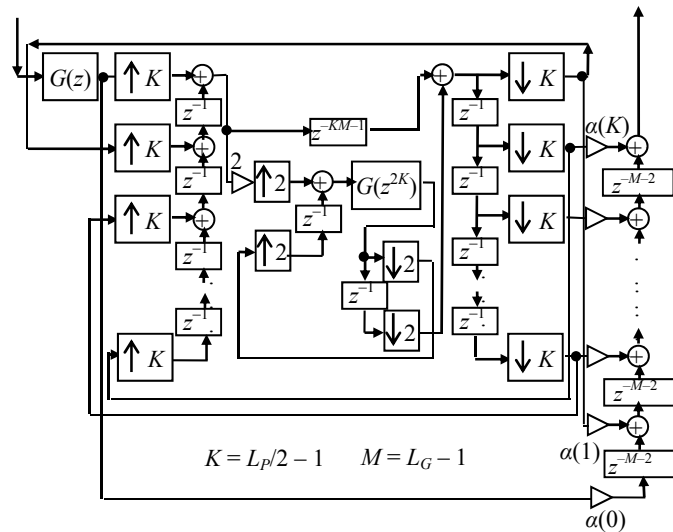 G(z) ↑ K z⁻¹ z^{-KM-1} ↓ K α(K)
↑ K z⁻¹ z⁻¹ ↓ K z^{-M-2}
2 ↑ 2 G(z^{2K})
↑ K z⁻¹ z⁻¹ z⁻¹ ↓ K
↑ 2 ↓ 2
z⁻¹ z⁻¹ z⁻¹
z⁻¹ ↓ 2 z⁻¹
↑ K ↓ K
z^{-M-2}
K = L_P/2 – 1 M = L_G – 1 α(1)
z^{-M-2}
α(0)